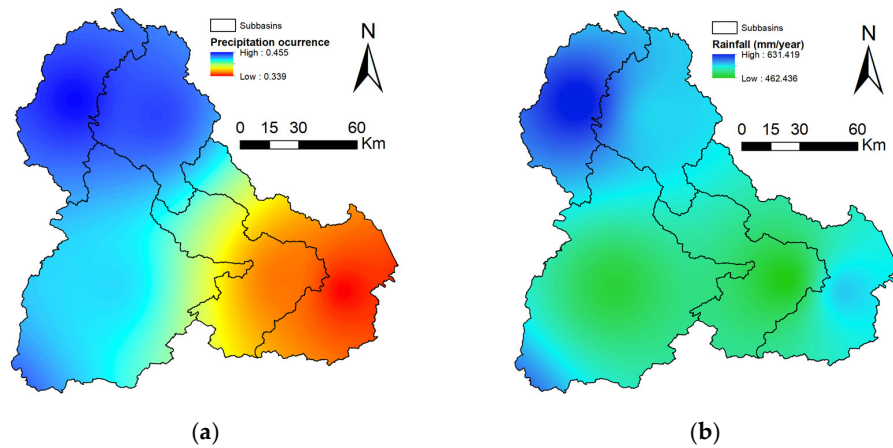 Subbasins
Precipitation ocurrence
High : 0.455
Low : 0.339
N
0 15 30 60
Km
(a)
Subbasins
Rainfall (mm/year)
High : 631.419
Low : 462.436
N
0 15 30 60
Km
(b)